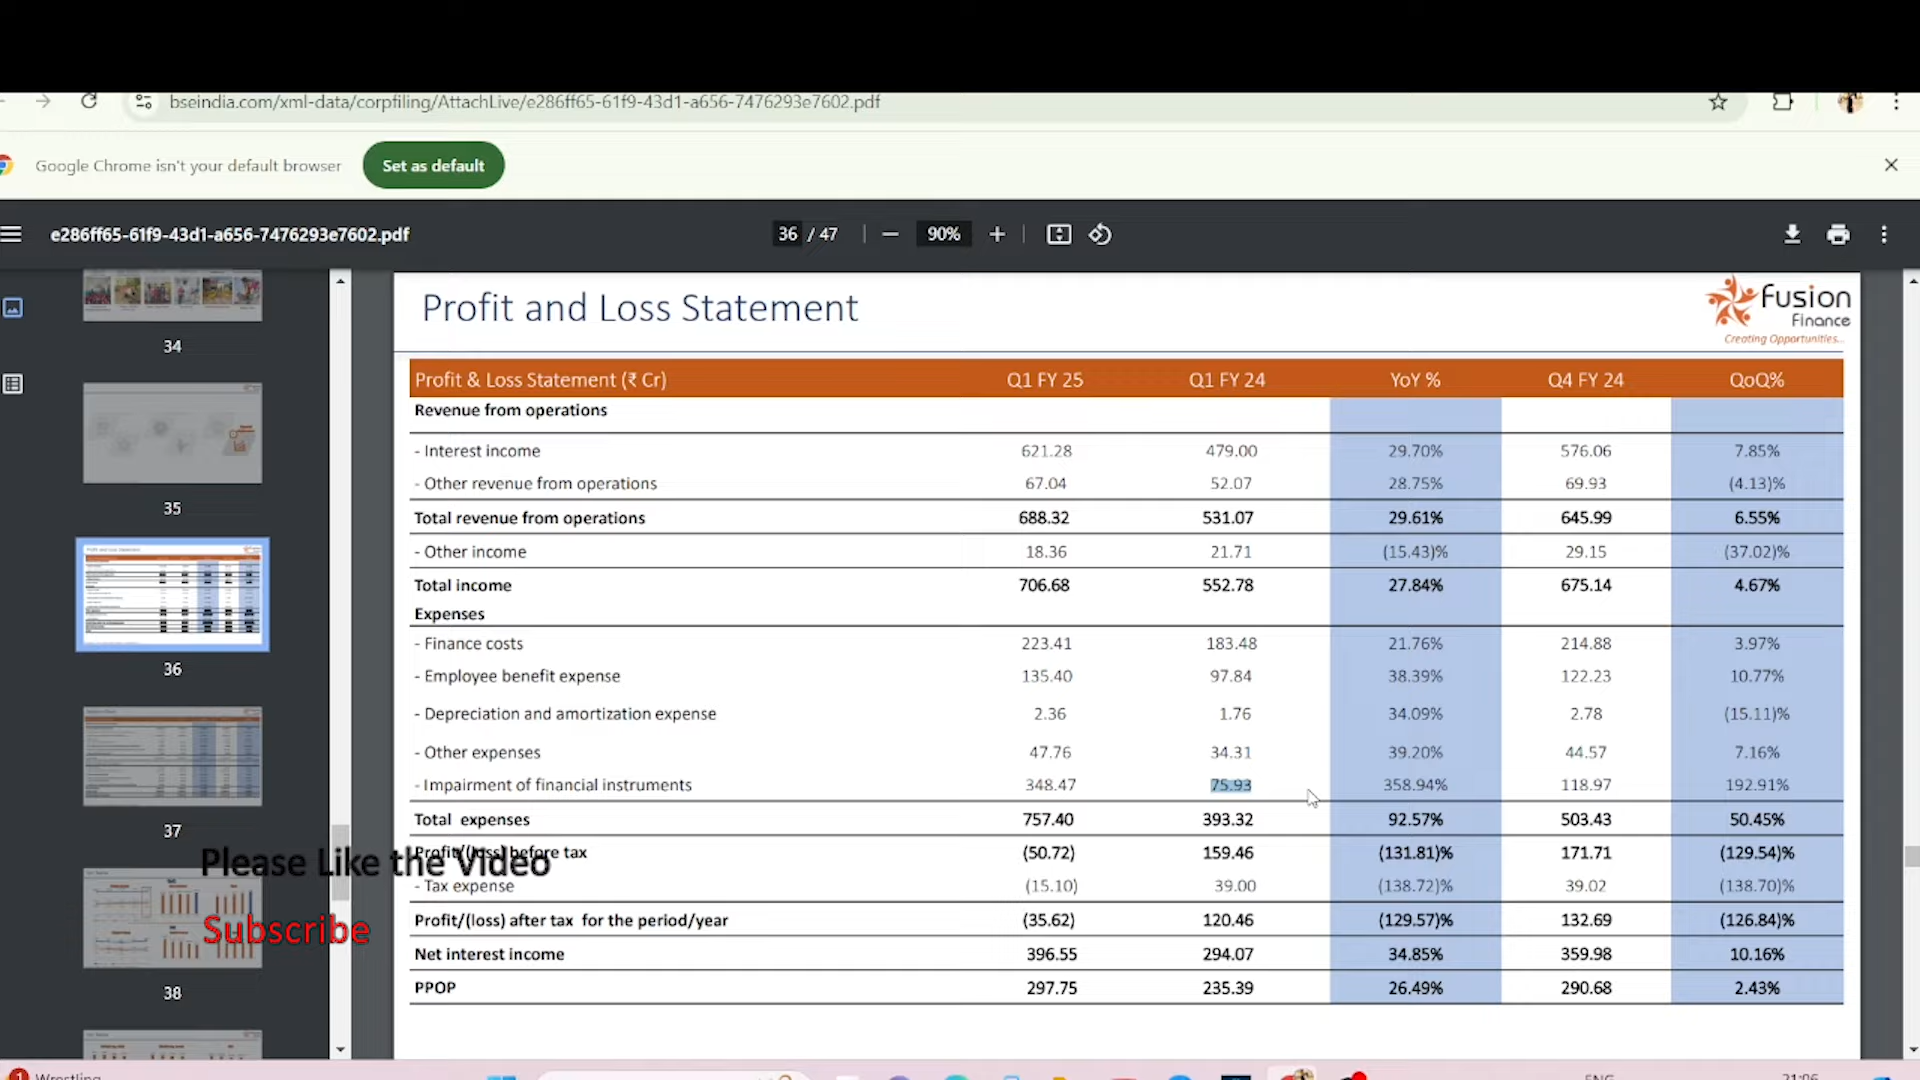 bseindia.com/xml-data/corpfiling/AttachLive/e286ff65-61f9-43d1-a656-7476293e7602.pdf
Google Chrome isn't your default browser Set as default
e286ff65-61f9-43d1-a656-7476293e7602.pdf 36 / 47 90%
34
35
36
37
38
Profit and Loss Statement
Fusion
Finance
Creating Opportunities...
Profit & Loss Statement (₹ Cr) Q1 FY 25 Q1 FY 24 YoY % Q4 FY 24 QoQ%
Revenue from operations
- Interest income 621.28 479.00 29.70% 576.06 7.85%
- Other revenue from operations 67.04 52.07 28.75% 69.93 (4.13)%
Total revenue from operations 688.32 531.07 29.61% 645.99 6.55%
- Other income 18.36 21.71 (15.43)% 29.15 (37.02)%
Total income 706.68 552.78 27.84% 675.14 4.67%
Expenses
- Finance costs 223.41 183.48 21.76% 214.88 3.97%
- Employee benefit expense 135.40 97.84 38.39% 122.23 10.77%
- Depreciation and amortization expense 2.36 1.76 34.09% 2.78 (15.11)%
- Other expenses 47.76 34.31 39.20% 44.57 7.16%
- Impairment of financial instruments 348.47 75.93 358.94% 118.97 192.91%
Total expenses 757.40 393.32 92.57% 503.43 50.45%
Profit/(loss) before tax (50.72) 159.46 (131.81)% 171.71 (129.54)%
- Tax expense (15.10) 39.00 (138.72)% 39.02 (138.70)%
Profit/(loss) after tax for the period/year (35.62) 120.46 (129.57)% 132.69 (126.84)%
Net interest income 396.55 294.07 34.85% 359.98 10.16%
PPOP 297.75 235.39 26.49% 290.68 2.43%
Please Like the Video
Subscribe